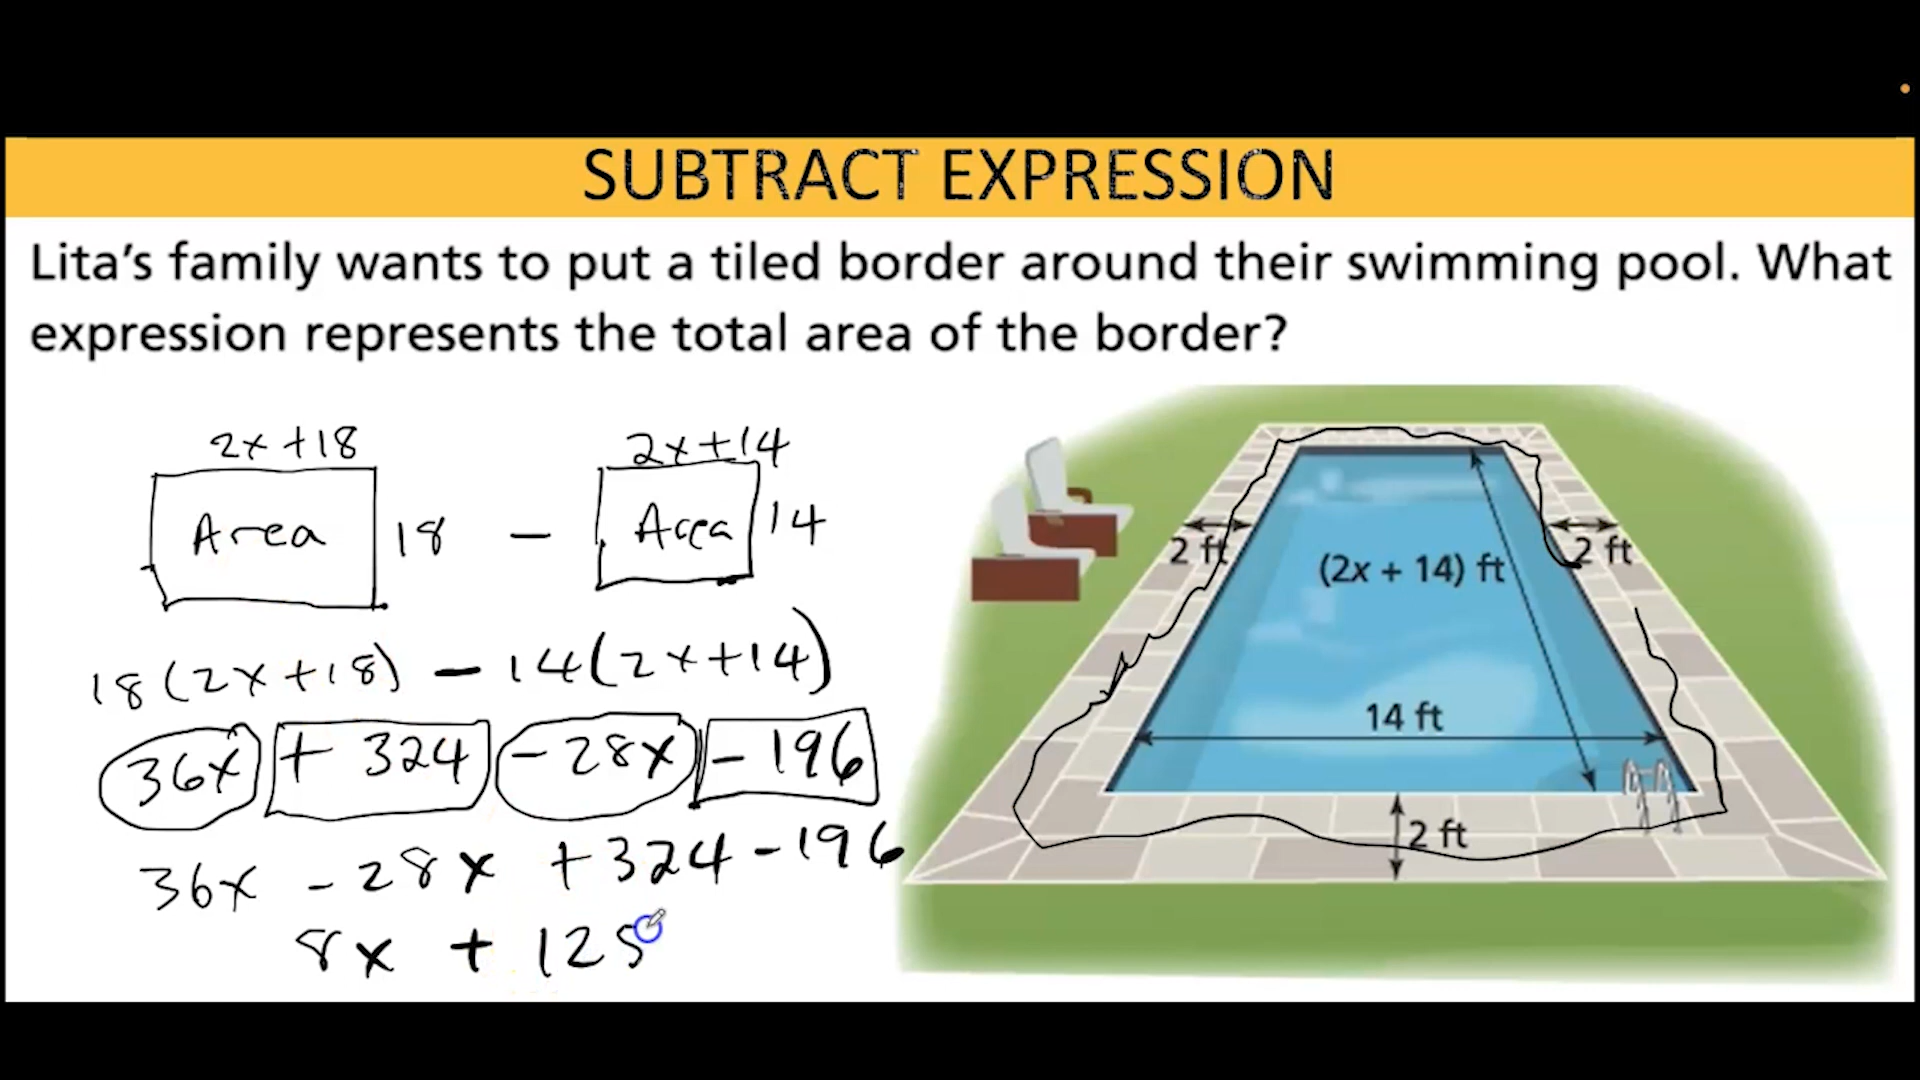 SUBTRACT EXPRESSION
Lita's family wants to put a tiled border around their swimming pool. What
expression represents the total area of the border?
2x + 18
Area
18
-
2x + 14
Area
14
18(2x + 18) - 14(2x + 14)
36x + 324 - 28x - 196
36x - 28x + 324 - 196
8x + 128
2 ft
2 ft
(2x + 14) ft
14 ft
2 ft